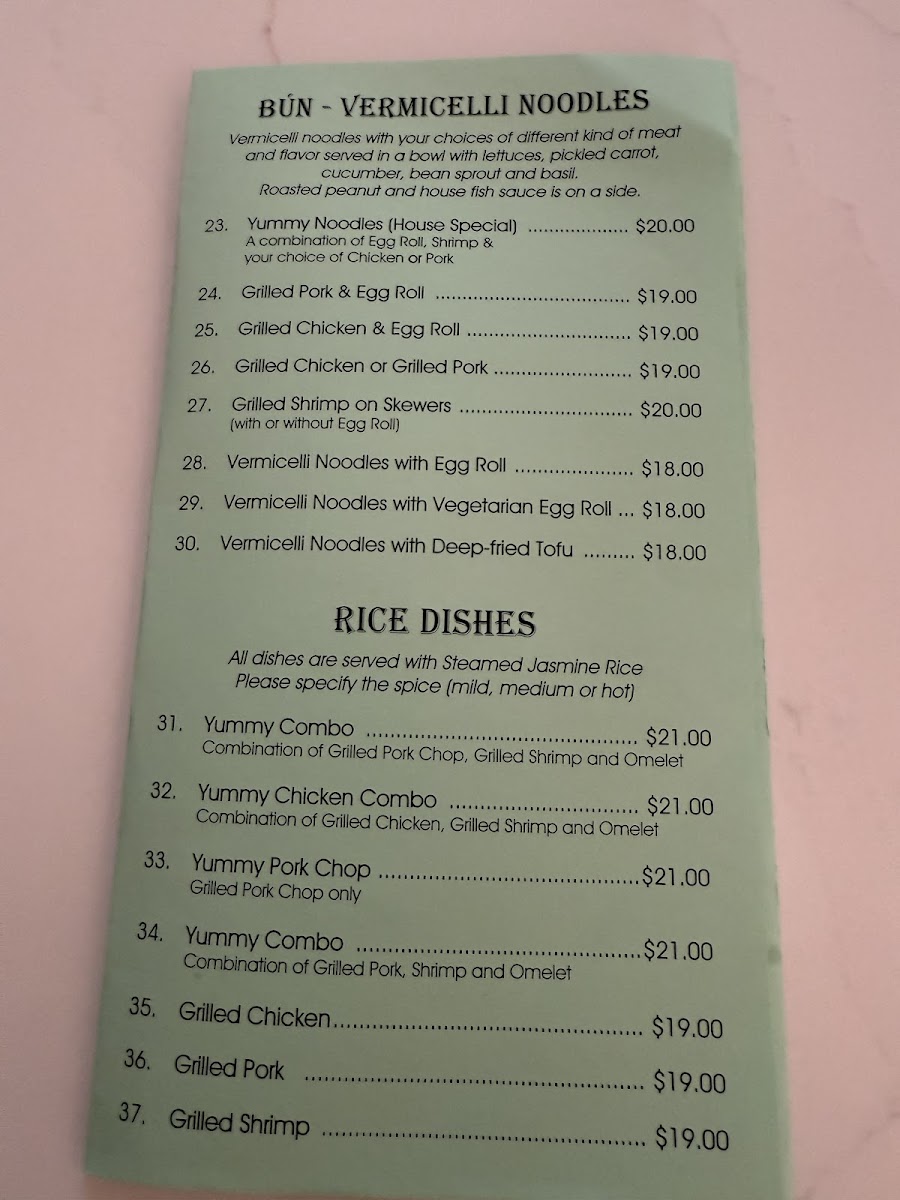 BÚN - VERMICELLI NOODLES
Vermicelli noodles with your choices of different kind of meat
and flavor served in a bowl with lettuces, pickled carrot,
cucumber, bean sprout and basil.
Roasted peanut and house fish sauce is on a side.
23. Yummy Noodles (House Special) ................... $20.00
A combination of Egg Roll, Shrimp &
your choice of Chicken or Pork
24. Grilled Pork & Egg Roll ..................................... $19.00
25. Grilled Chicken & Egg Roll ............................... $19.00
26. Grilled Chicken or Grilled Pork .......................... $19.00
27. Grilled Shrimp on Skewers ................................. $20.00
(with or without Egg Roll)
28. Vermicelli Noodles with Egg Roll ...................... $18.00
29. Vermicelli Noodles with Vegetarian Egg Roll ... $18.00
30. Vermicelli Noodles with Deep-fried Tofu ......... $18.00
RICE DISHES
All dishes are served with Steamed Jasmine Rice
Please specify the spice (mild, medium or hot)
31. Yummy Combo ............................................. $21.00
Combination of Grilled Pork Chop, Grilled Shrimp and Omelet
32. Yummy Chicken Combo ............................... $21.00
Combination of Grilled Chicken, Grilled Shrimp and Omelet
33. Yummy Pork Chop ..........................................$21.00
Grilled Pork Chop only
34. Yummy Combo ..............................................$21.00
Combination of Grilled Pork, Shrimp and Omelet
35. Grilled Chicken................................................ $19.00
36. Grilled Pork ..................................................... $19.00
37. Grilled Shrimp .................................................. $19.00